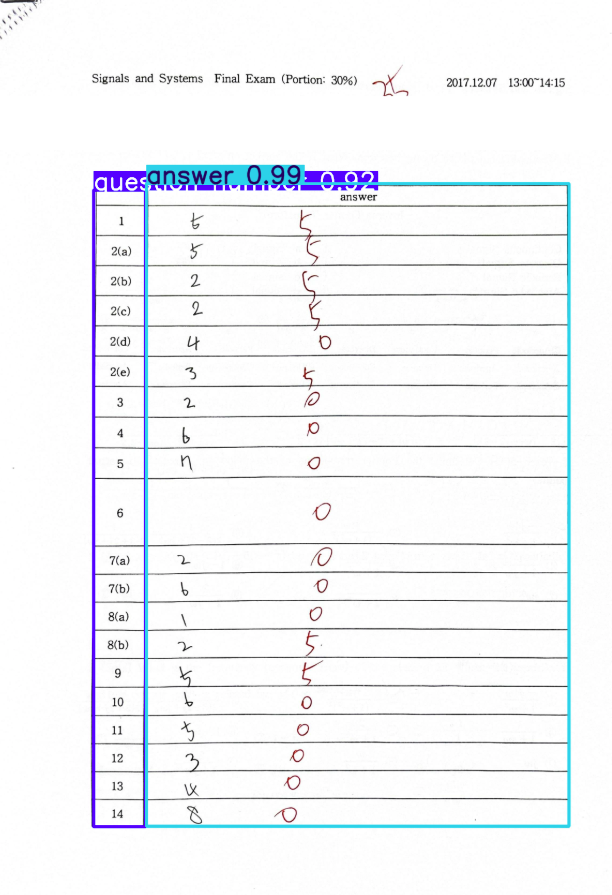 Signals and Systems Final Exam (Portion: 30%) 2017.12.07 13:00~14:15
question number 0.92
answer 0.99
answer
1 5 5
2(a) 5 5
2(b) 2 5
2(c) 2 5
2(d) 4 0
2(e) 3 5
3 2 0
4 6 0
5 n 0
6 0
7(a) 2 0
7(b) 6 0
8(a) 1 0
8(b) 2 5
9 5 5
10 6 0
11 5 0
12 3 0
13 4 0
14 8 0